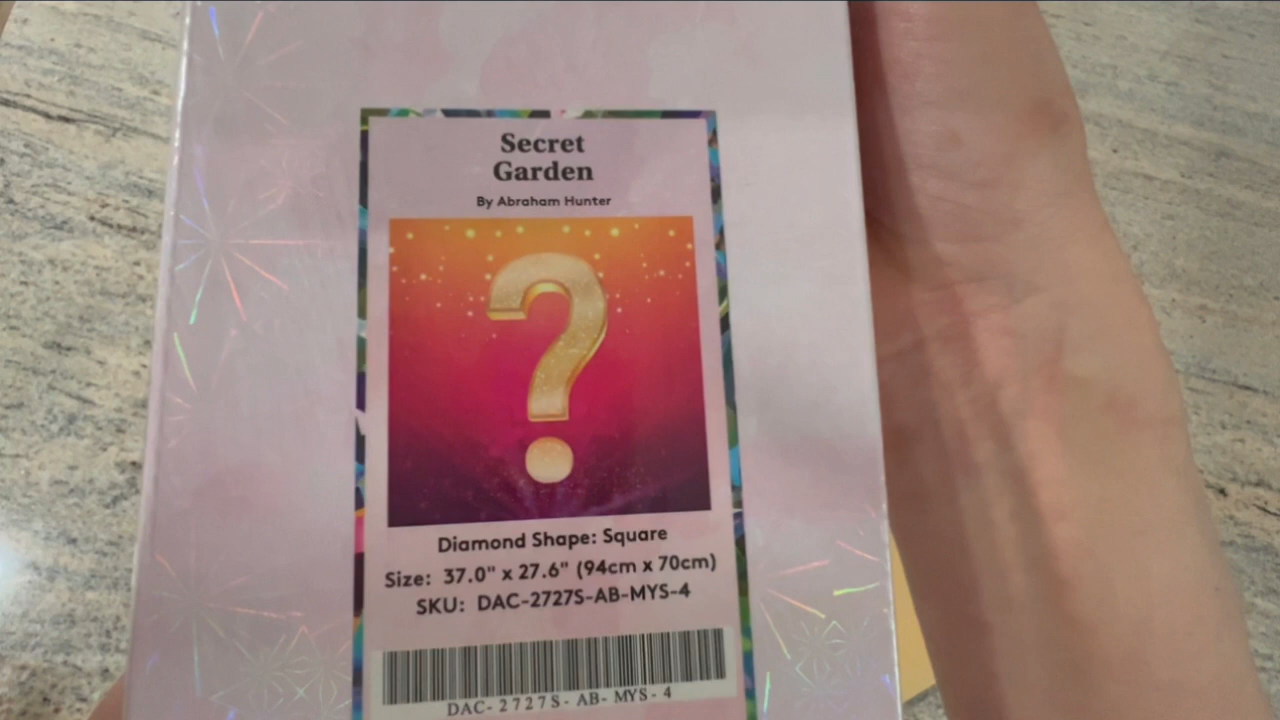 Secret
Garden
By Abraham Hunter
?
Diamond Shape: Square
Size: 37.0" x 27.6" (94cm x 70cm)
SKU: DAC-2727S-AB-MYS-4
DAC-2727S-AB-MYS-4